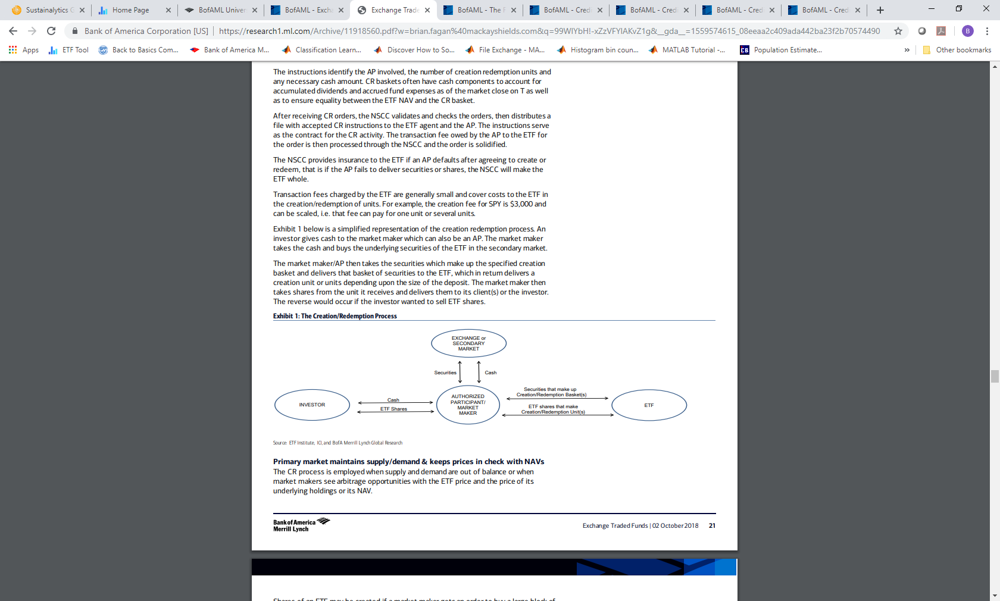 Sustainalytics G
Home Page
BofAML Univer
BofAML - Exch
Exchange Trade
BofAML - The
BofAML - Cred
BofAML - Cred
BofAML - Cred
BofAML - Cred
Bank of America Corporation [US] | https://research1.ml.com/Archive/11918560.pdf?w=brian.fagan%40mackayshields.com&q=99WlYbH!-xZzVFYlAKvZ1g&__gda__=1559574615_08eeaa2c409ada442ba23f2b70574490
B
Apps
ETF Tool
Back to Basics Com...
Bank of America M...
Classification Learn...
Discover How to So...
File Exchange - MA...
Histogram bin coun...
MATLAB Tutorial -...
CB
Population Estimate...
»
Other bookmarks
The instructions identify the AP involved, the number of creation redemption units and
any necessary cash amount. CR baskets often have cash components to account for
accumulated dividends and accrued fund expenses as of the market close on T as well
as to ensure equality between the ETF NAV and the CR basket.
After receiving CR orders, the NSCC validates and checks the orders, then distributes a
file with accepted CR instructions to the ETF agent and the AP. The instructions serve
as the contract for the CR activity. The transaction fee owed by the AP to the ETF for
the order is then processed through the NSCC and the order is solidified.
The NSCC provides insurance to the ETF if an AP defaults after agreeing to create or
redeem, that is if the AP fails to deliver securities or shares, the NSCC will make the
ETF whole.
Transaction fees charged by the ETF are generally small and cover costs to the ETF in
the creation/redemption of units. For example, the creation fee for SPY is $3,000 and
can be scaled, i.e. that fee can pay for one unit or several units.
Exhibit 1 below is a simplified representation of the creation redemption process. An
investor gives cash to the market maker which can also be an AP. The market maker
takes the cash and buys the underlying securities of the ETF in the secondary market.
The market maker/AP then takes the securities which make up the specified creation
basket and delivers that basket of securities to the ETF, which in return delivers a
creation unit or units depending upon the size of the deposit. The market maker then
takes shares from the unit it receives and delivers them to its client(s) or the investor.
The reverse would occur if the investor wanted to sell ETF shares.
Exhibit 1: The Creation/Redemption Process
EXCHANGE or
SECONDARY
MARKET
Securities
Cash
INVESTOR
Cash
ETF Shares
AUTHORIZED
PARTICIPANT/
MARKET
MAKER
Securities that make up
Creation/Redemption Basket(s)
ETF shares that make
Creation/Redemption Unit(s)
ETF
Source: ETF Institute, ICI, and BofA Merrill Lynch Global Research
Primary market maintains supply/demand & keeps prices in check with NAVs
The CR process is employed when supply and demand are out of balance or when
market makers see arbitrage opportunities with the ETF price and the price of its
underlying holdings or its NAV.
Bank of America
Merrill Lynch
Exchange Traded Funds | 02 October 2018 21
Shares of an ETF may be created if a market maker gets an order to buy a large block of